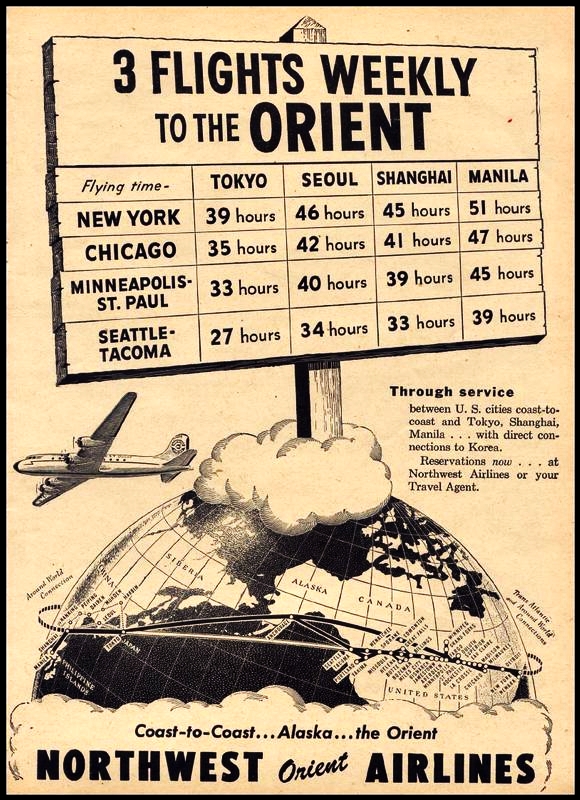 3 FLIGHTS WEEKLY
TO THE ORIENT
Flying time- TOKYO SEOUL SHANGHAI MANILA
NEW YORK 39 hours 46 hours 45 hours 51 hours
CHICAGO 35 hours 42 hours 41 hours 47 hours
MINNEAPOLIS-
ST. PAUL 33 hours 40 hours 39 hours 45 hours
SEATTLE-
TACOMA 27 hours 34 hours 33 hours 39 hours
Through service
between U. S. cities coast-to-
coast and Tokyo, Shanghai,
Manila . . . with direct con-
nections to Korea.
Reservations now . . . at
Northwest Airlines or your
Travel Agent.
SIBERIA
ALASKA
CANADA
Around World
Connection
Trans Atlantic
and Around World
Connections
JAPAN
PHILIPPINE
ISLANDS
UNITED STATES
Coast-to-Coast...Alaska...the Orient
NORTHWEST Orient AIRLINES